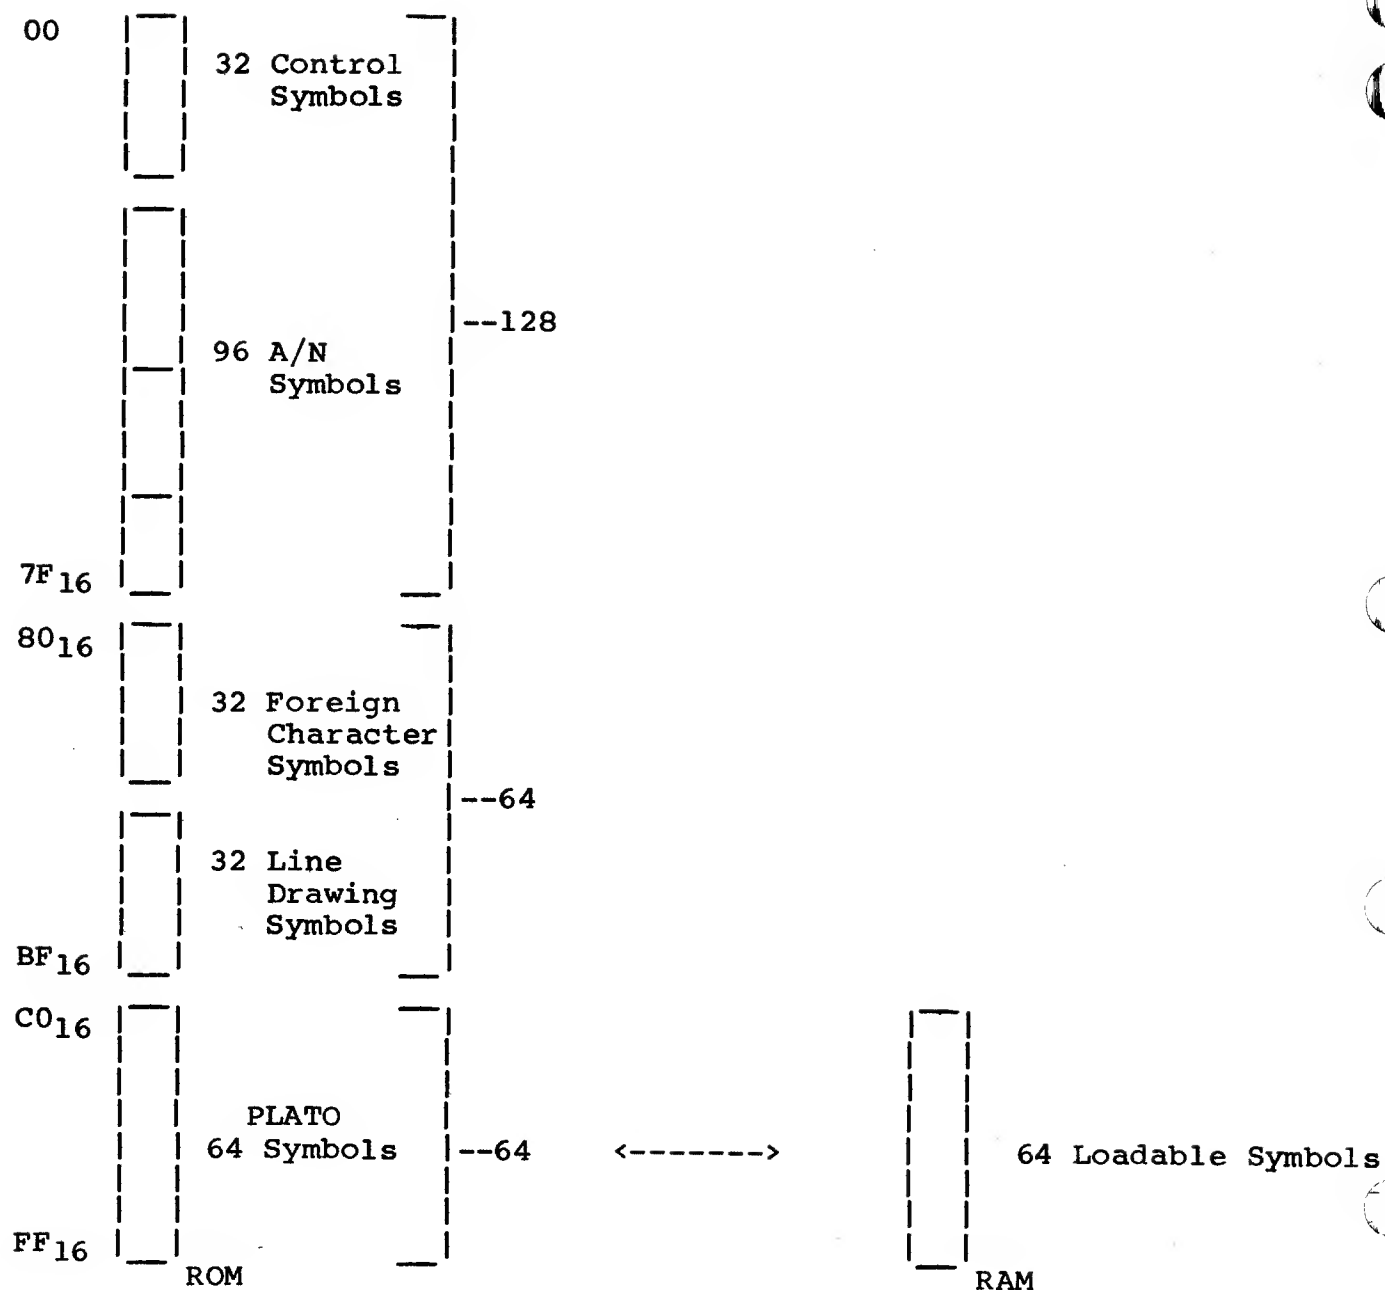 00
32 Control
Symbols
--128
96 A/N
Symbols
7F16
8016
32 Foreign
Character
Symbols
--64
32 Line
Drawing
Symbols
BF16
C016
PLATO
64 Symbols
--64
<------->
64 Loadable Symbols
FF16
ROM
RAM